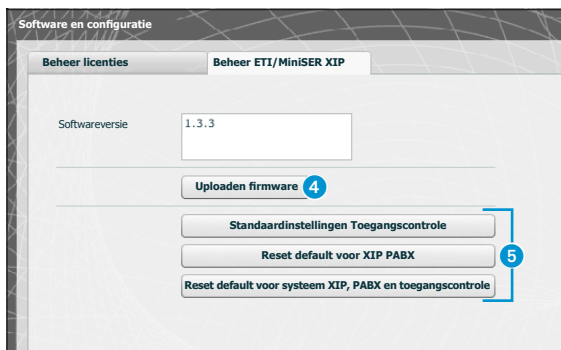 Software en configuratie
Beheer licenties
Beheer ETI/MiniSER XIP
Softwareversie
1.3.3
Uploaden firmware 4
Standaardinstellingen Toegangscontrole
Reset default voor XIP PABX
5
Reset default voor systeem XIP, PABX en toegangscontrole